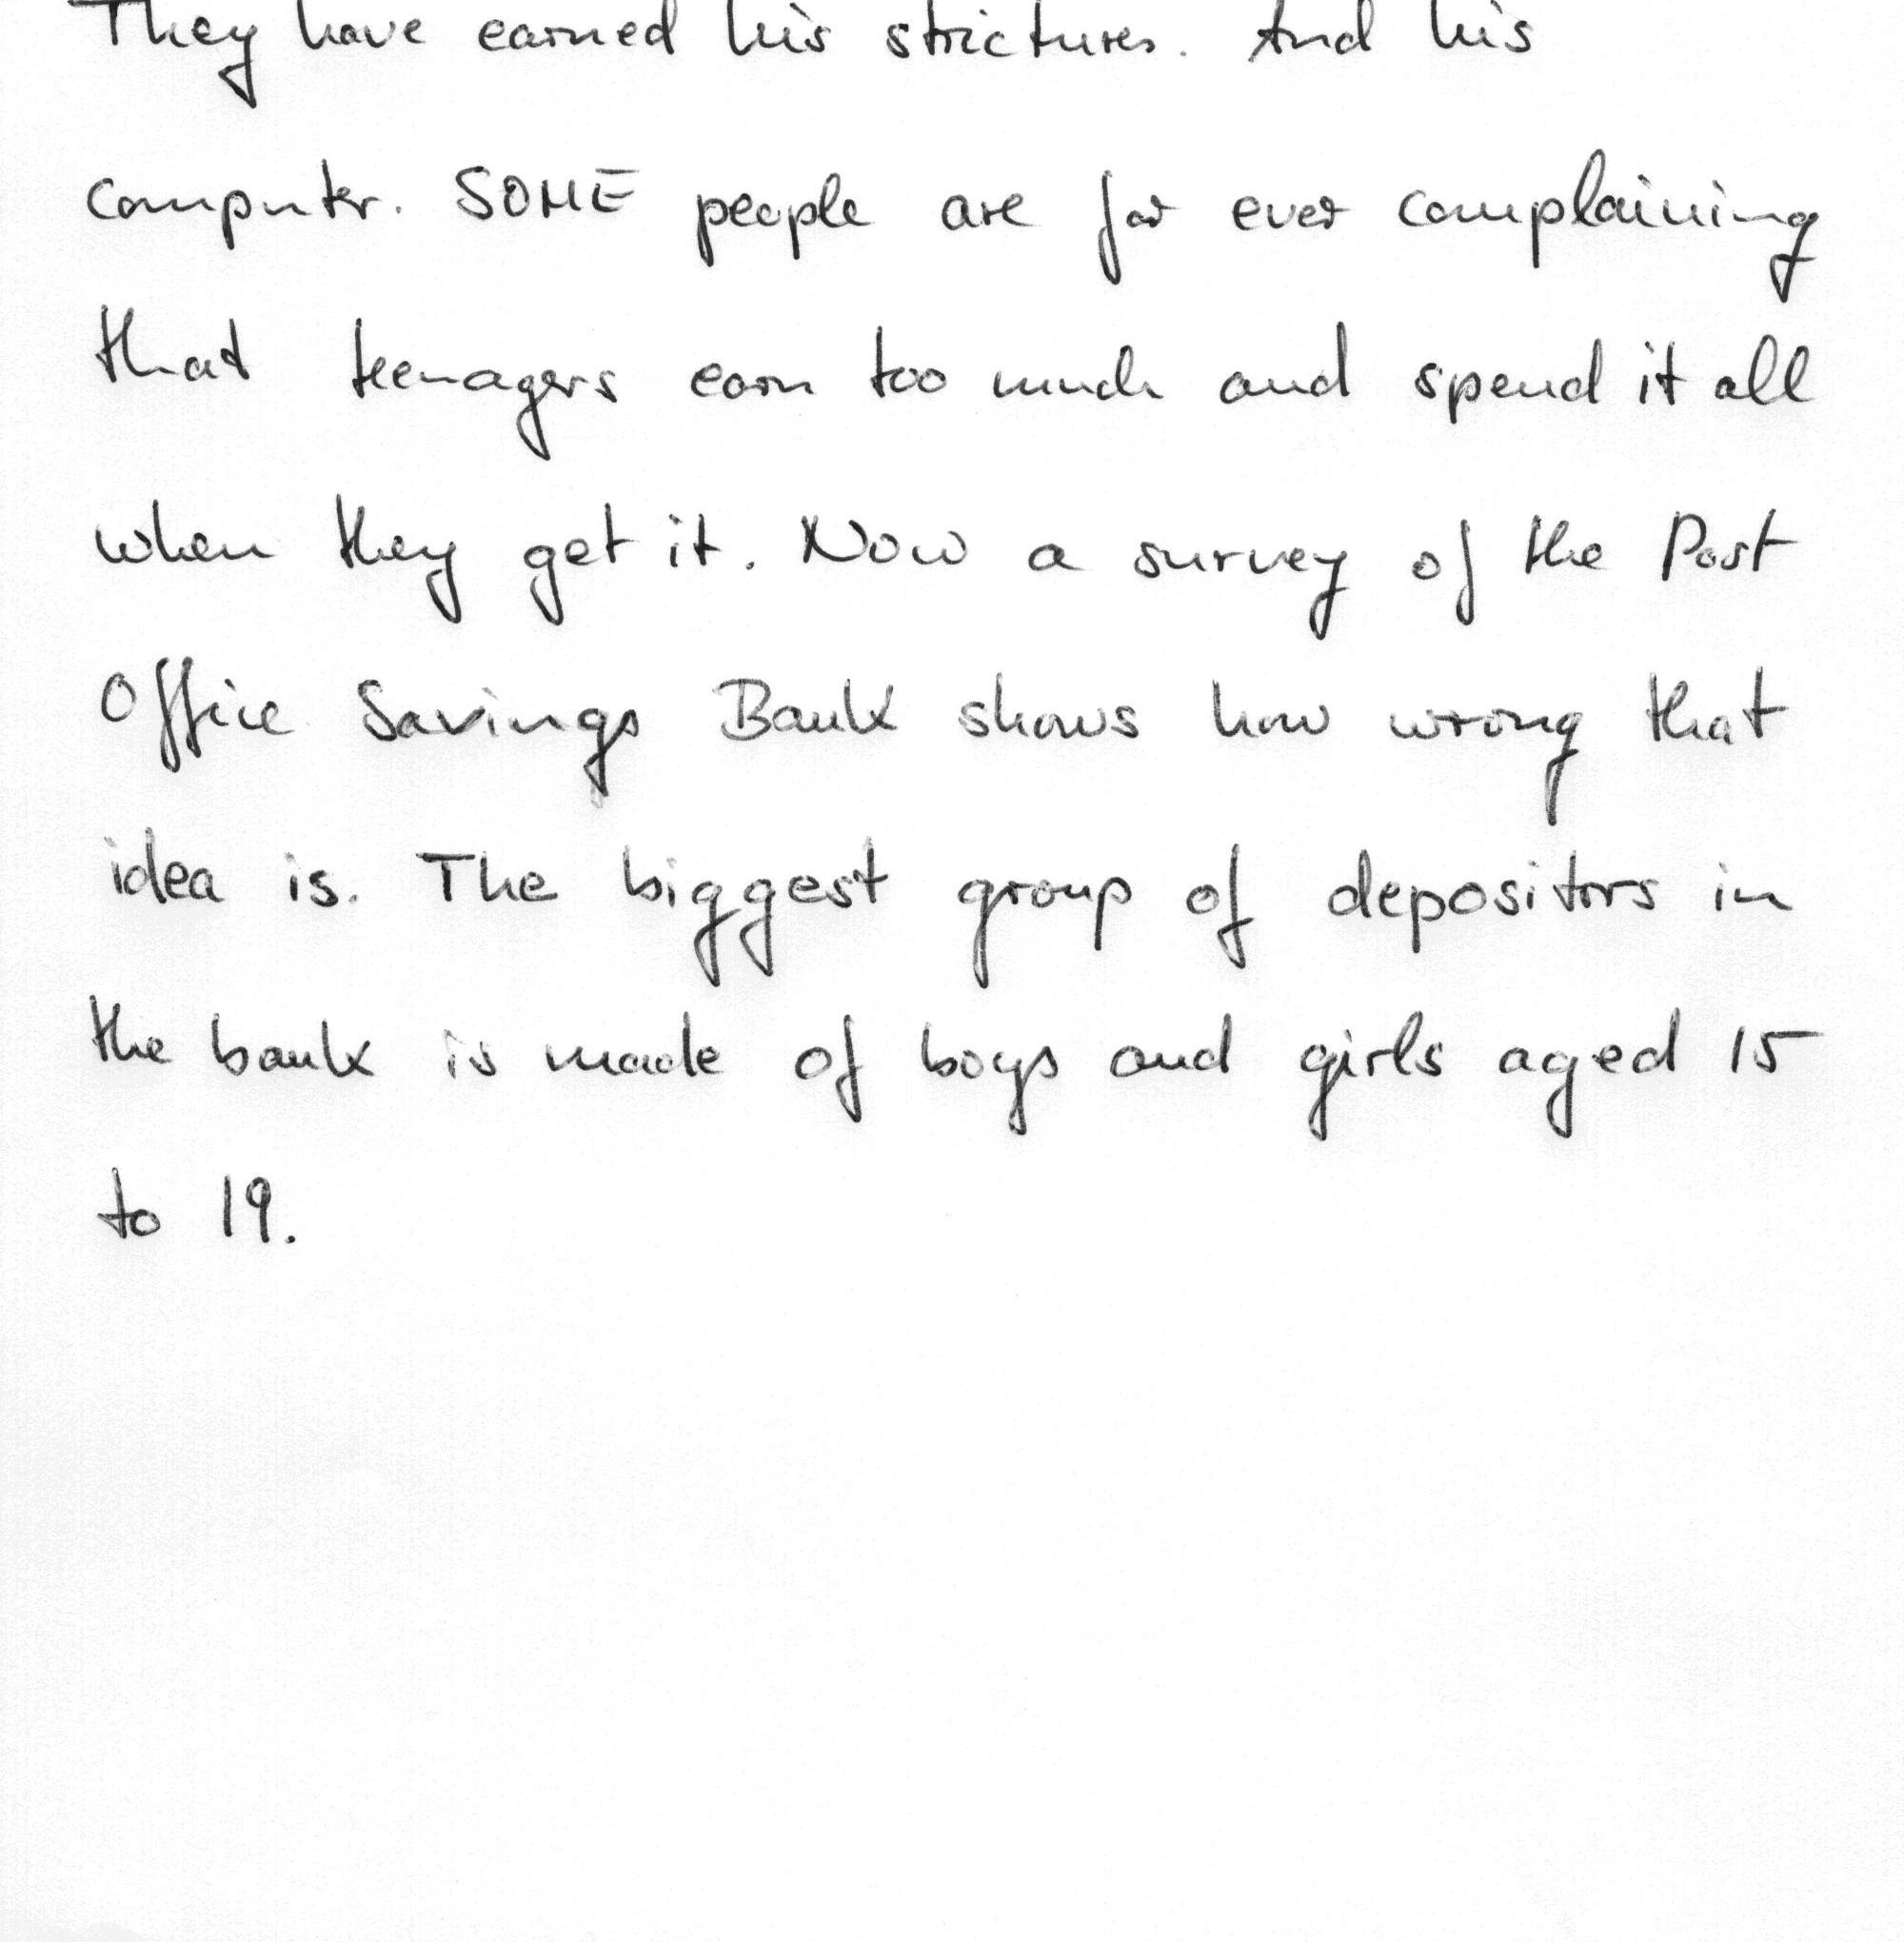 They have earned his strictures. And his
computer. SOME people are for ever complaining
that teenagers earn too much and spend it all
when they get it. Now a survey of the Post
Office Savings Bank shows how wrong that
idea is. The biggest group of depositors in
the bank is made of boys and girls aged 15
to 19.